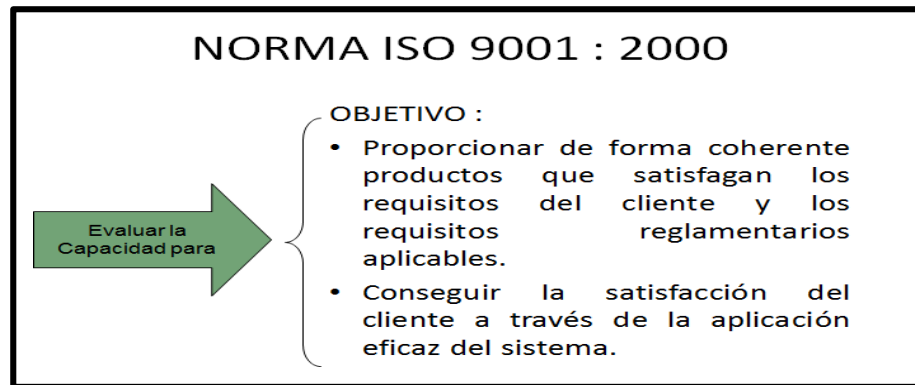 NORMA ISO 9001 : 2000
OBJETIVO :
Evaluar la
Capacidad para
• Proporcionar de forma coherente
productos que satisfagan los
requisitos del cliente y los
requisitos reglamentarios
aplicables.
• Conseguir la satisfacción del
cliente a través de la aplicación
eficaz del sistema.